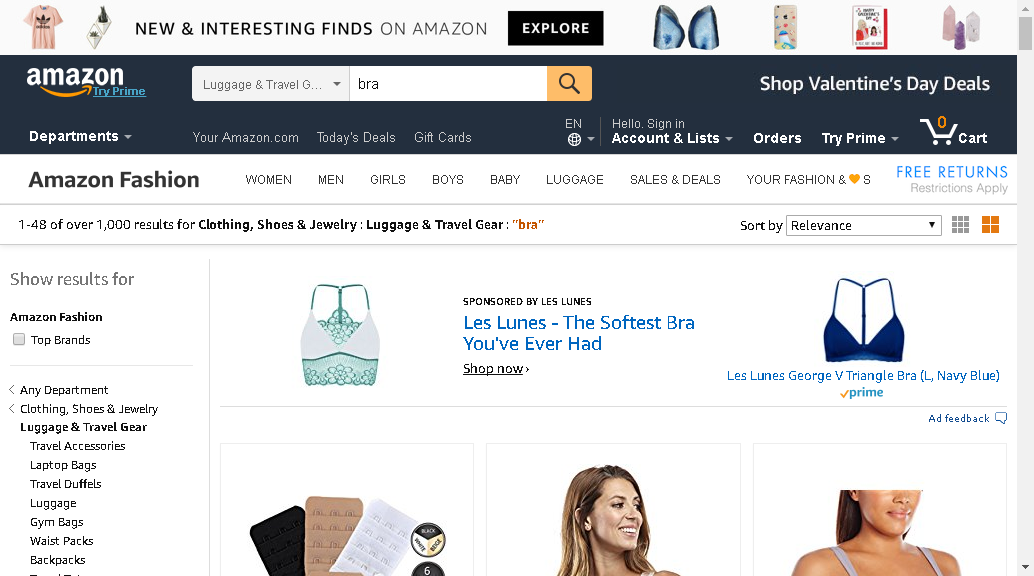 NEW & INTERESTING FINDS ON AMAZON
EXPLORE
amazon
Try Prime
Luggage & Travel G...
bra
Shop Valentine's Day Deals
Departments
Your Amazon.com
Today's Deals
Gift Cards
EN
Hello. Sign in
Account & Lists
Orders
Try Prime
0
Cart
Amazon Fashion
WOMEN
MEN
GIRLS
BOYS
BABY
LUGGAGE
SALES & DEALS
YOUR FASHION & S
FREE RETURNS
Restrictions Apply
1-48 of over 1,000 results for Clothing, Shoes & Jewelry : Luggage & Travel Gear : "bra"
Sort by
Relevance
Show results for
Amazon Fashion
Top Brands
Any Department
Clothing, Shoes & Jewelry
Luggage & Travel Gear
Travel Accessories
Laptop Bags
Travel Duffels
Luggage
Gym Bags
Waist Packs
Backpacks
SPONSORED BY LES LUNES
Les Lunes - The Softest Bra
You've Ever Had
Shop now ›
Les Lunes George V Triangle Bra (L, Navy Blue)
prime
Ad feedback
BLACK
WHITE
BEIGE
6